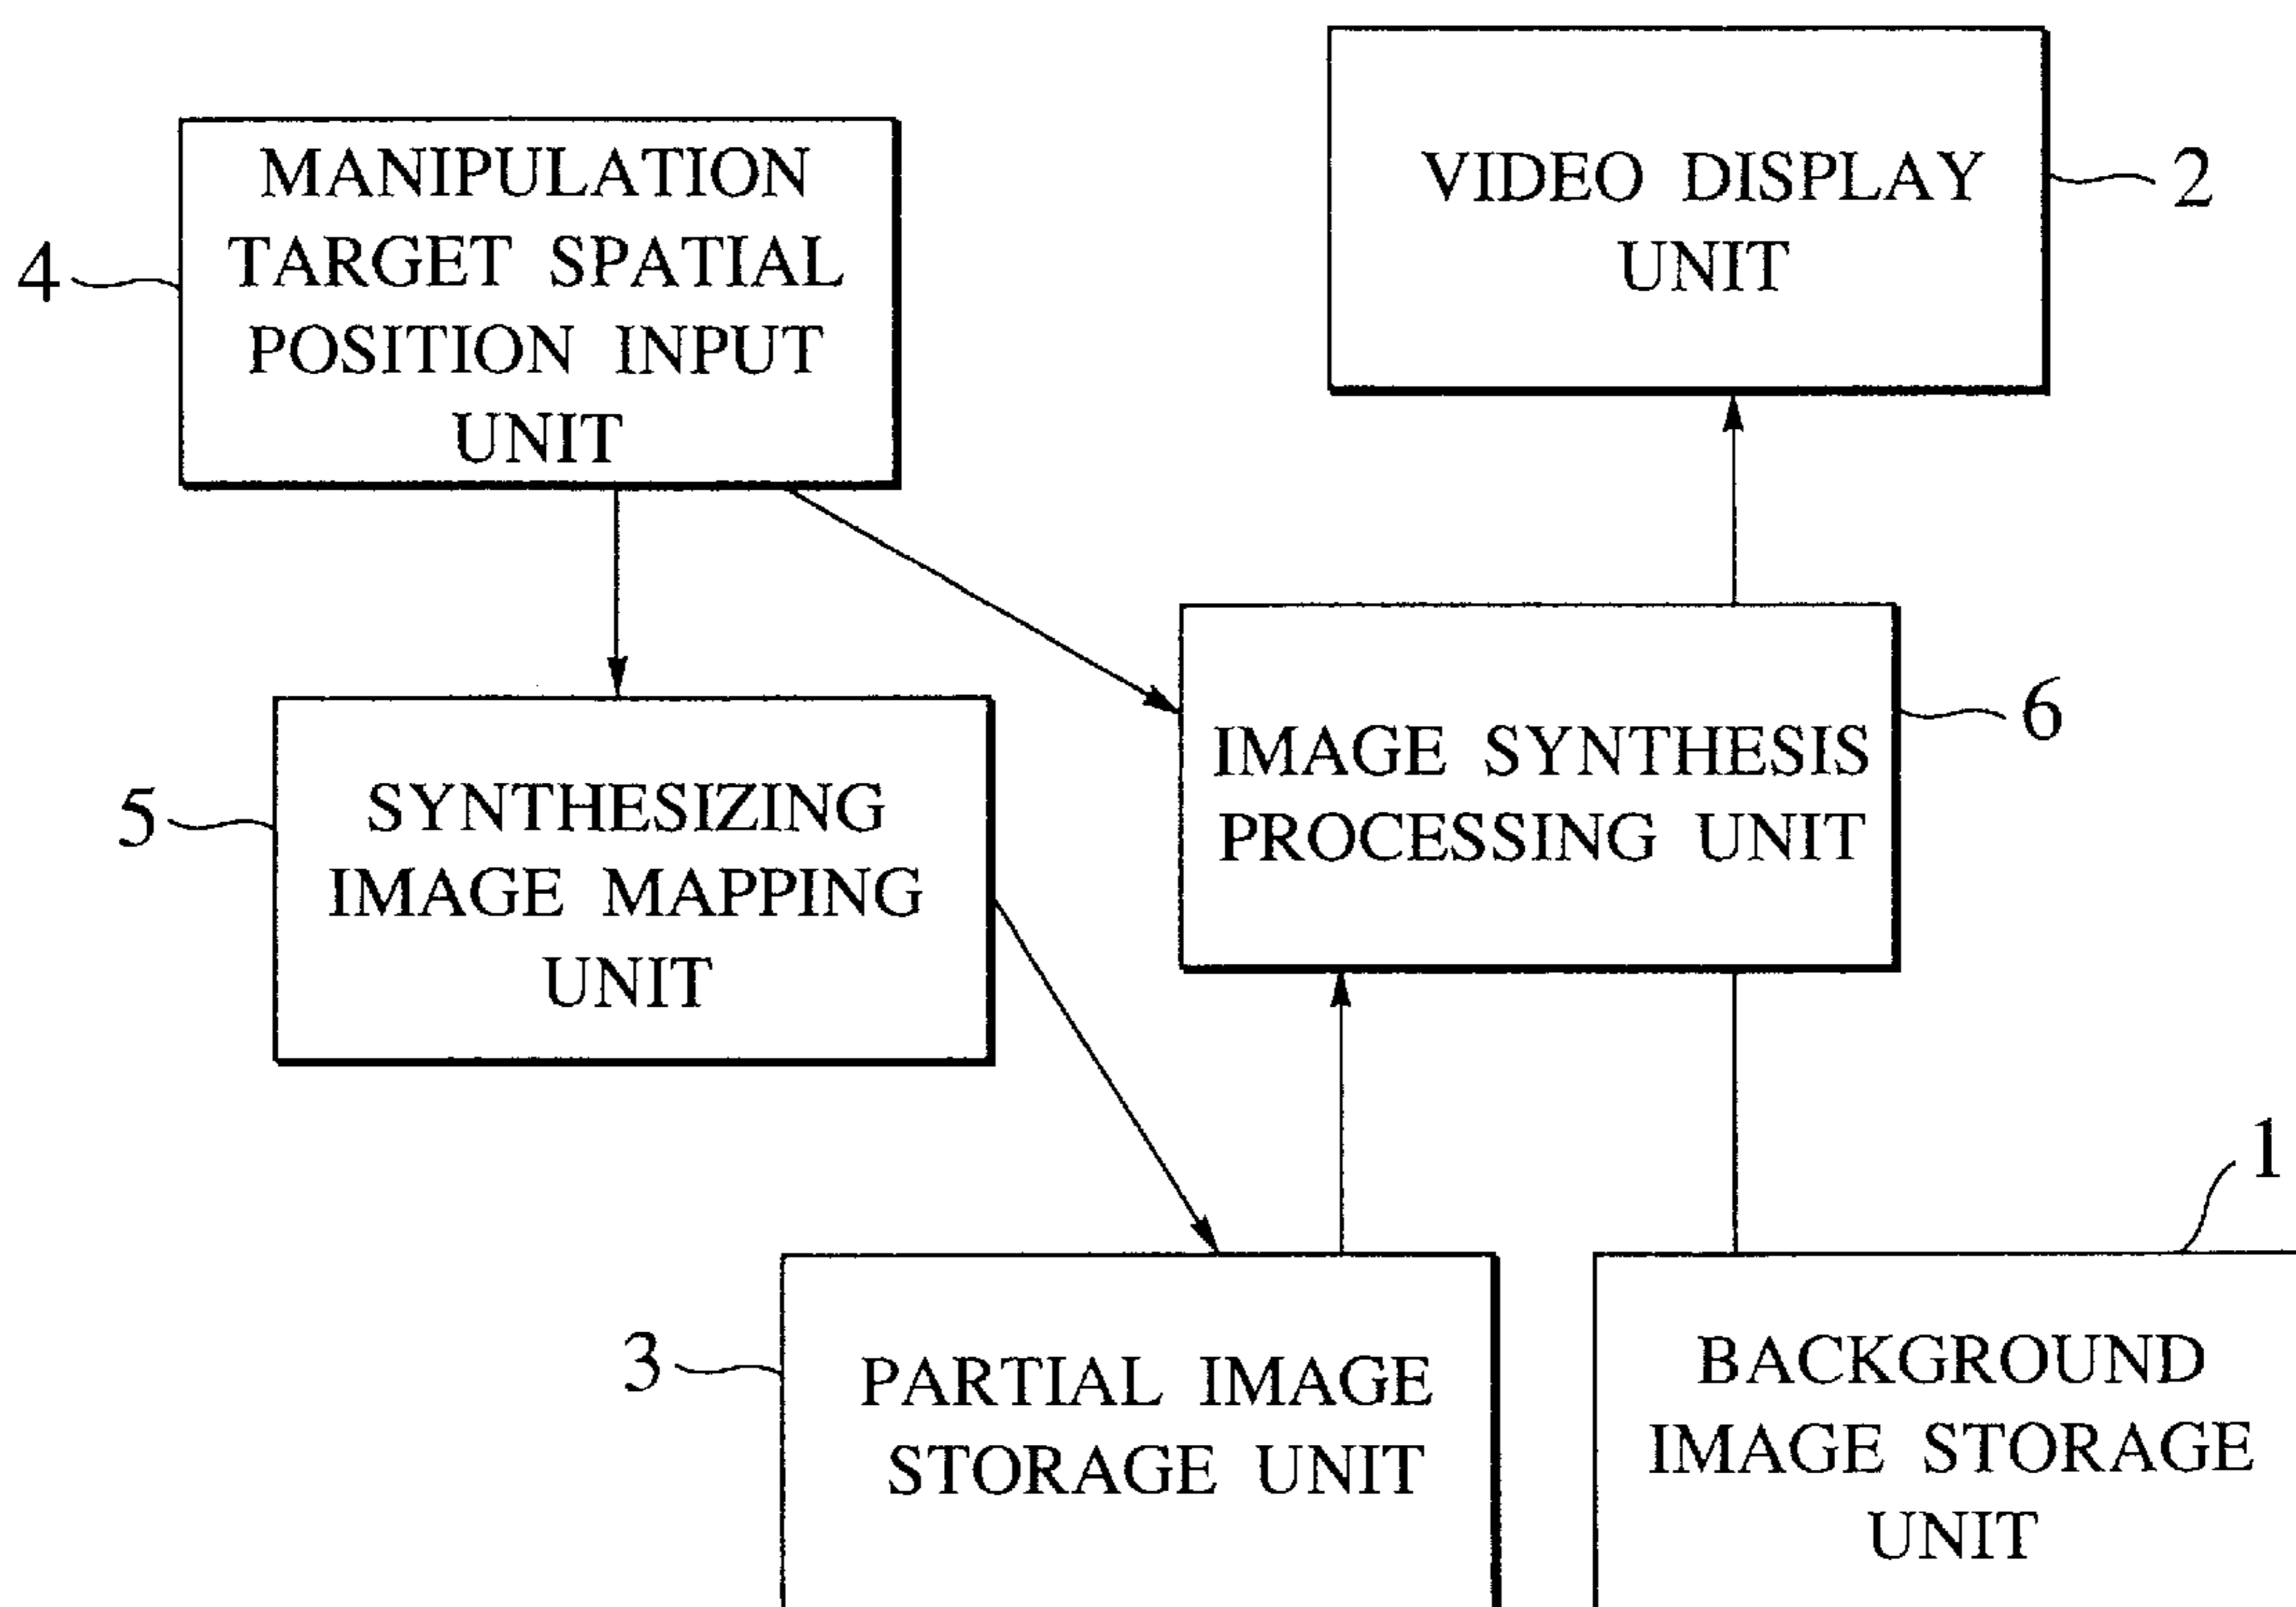 VIDEO DISPLAY
UNIT
2
MANIPULATION
TARGET SPATIAL
POSITION INPUT
UNIT
4
IMAGE SYNTHESIS
PROCESSING UNIT
6
SYNTHESIZING
IMAGE MAPPING
UNIT
5
1
PARTIAL IMAGE
STORAGE UNIT
3
BACKGROUND
IMAGE STORAGE
UNIT